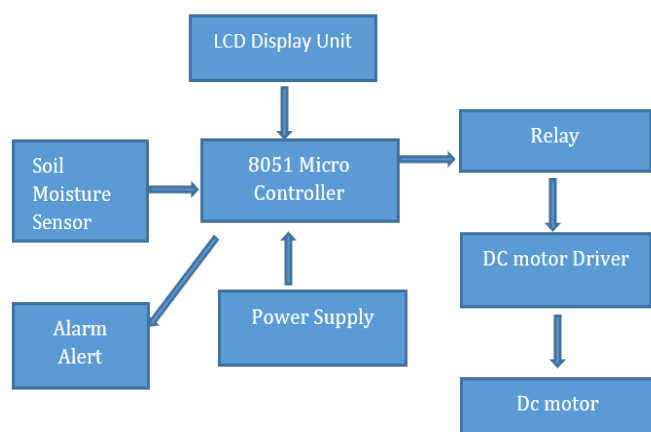 LCD Display Unit
Relay
8051 Micro
Controller
Soil
Moisture
Sensor
DC motor Driver
Power Supply
Alarm
Alert
Dc motor